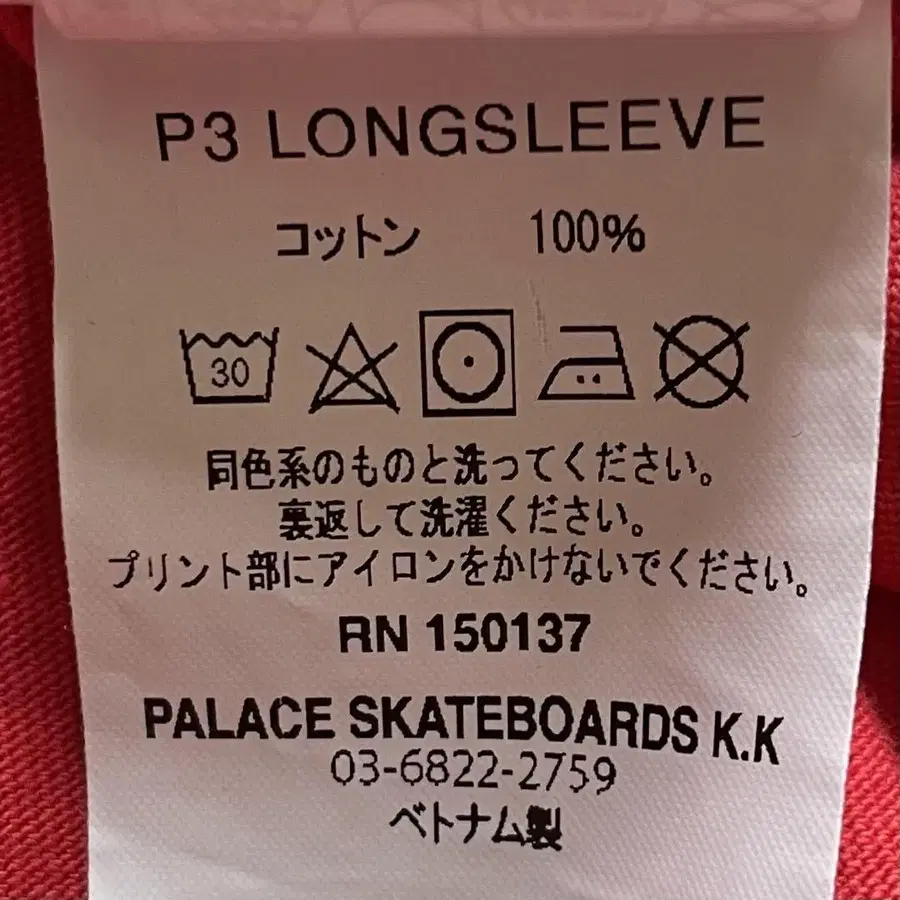 P3 LONGSLEEVE
コットン 100%
30
同色系のものと洗ってください。
裏返して洗濯ください。
プリント部にアイロンをかけないでください。
RN 150137
PALACE SKATEBOARDS K.K
03-6822-2759
ベトナム製